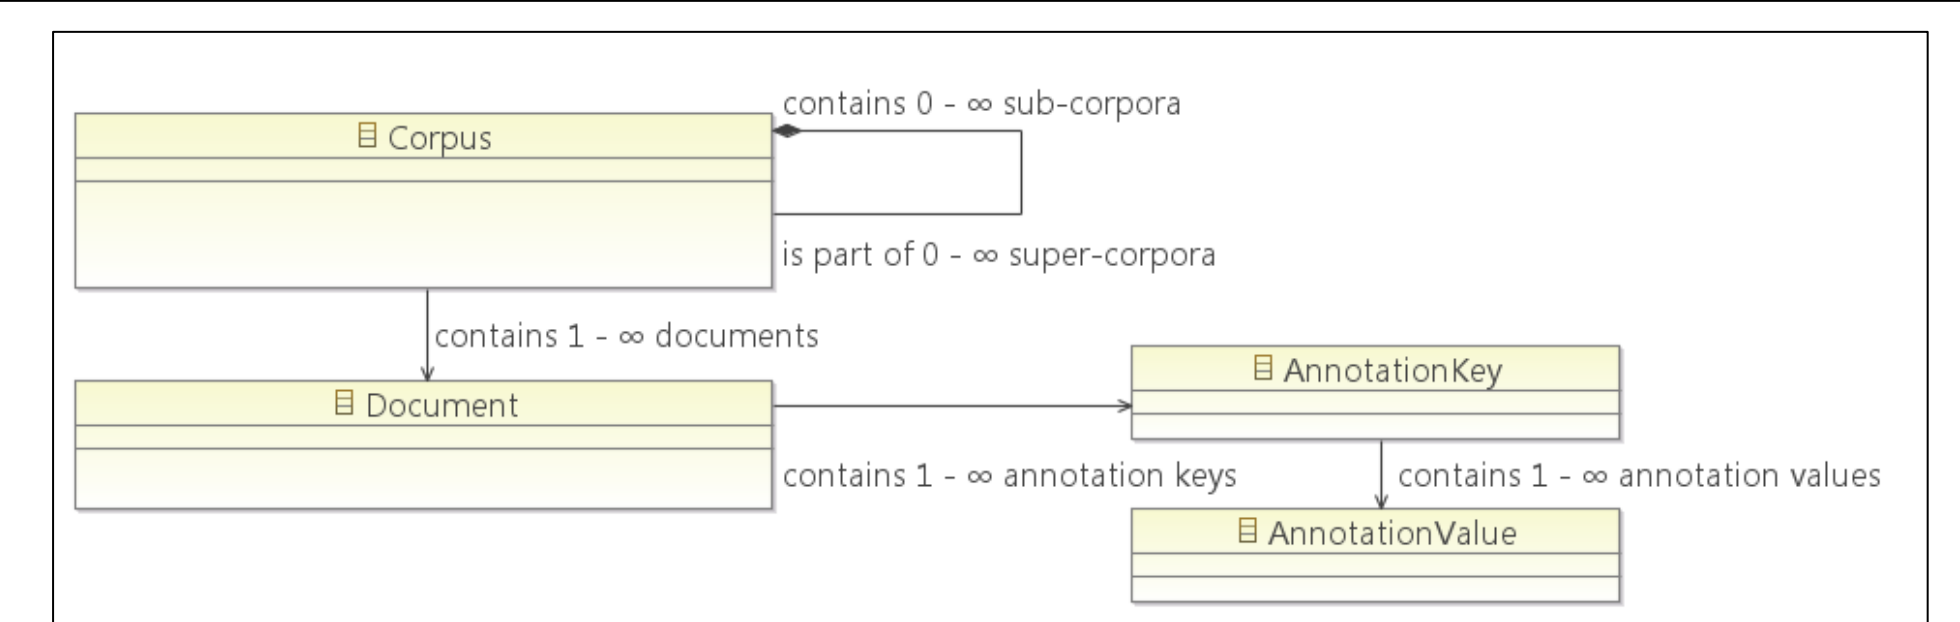 contains 0 - ∞ sub-corpora
Corpus
is part of 0 - ∞ super-corpora
contains 1 - ∞ documents
AnnotationKey
Document
contains 1 - ∞ annotation keys
contains 1 - ∞ annotation values
AnnotationValue